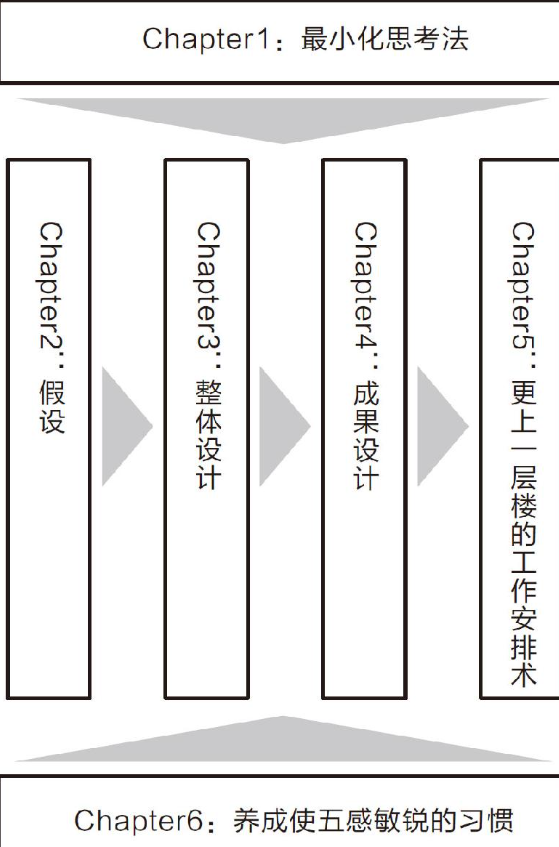 Chapter1：最小化思考法
Chapter2：假设
Chapter3：整体设计
Chapter4：成果设计
Chapter5：更上一层楼的工作安排术
Chapter6：养成使五感敏锐的习惯